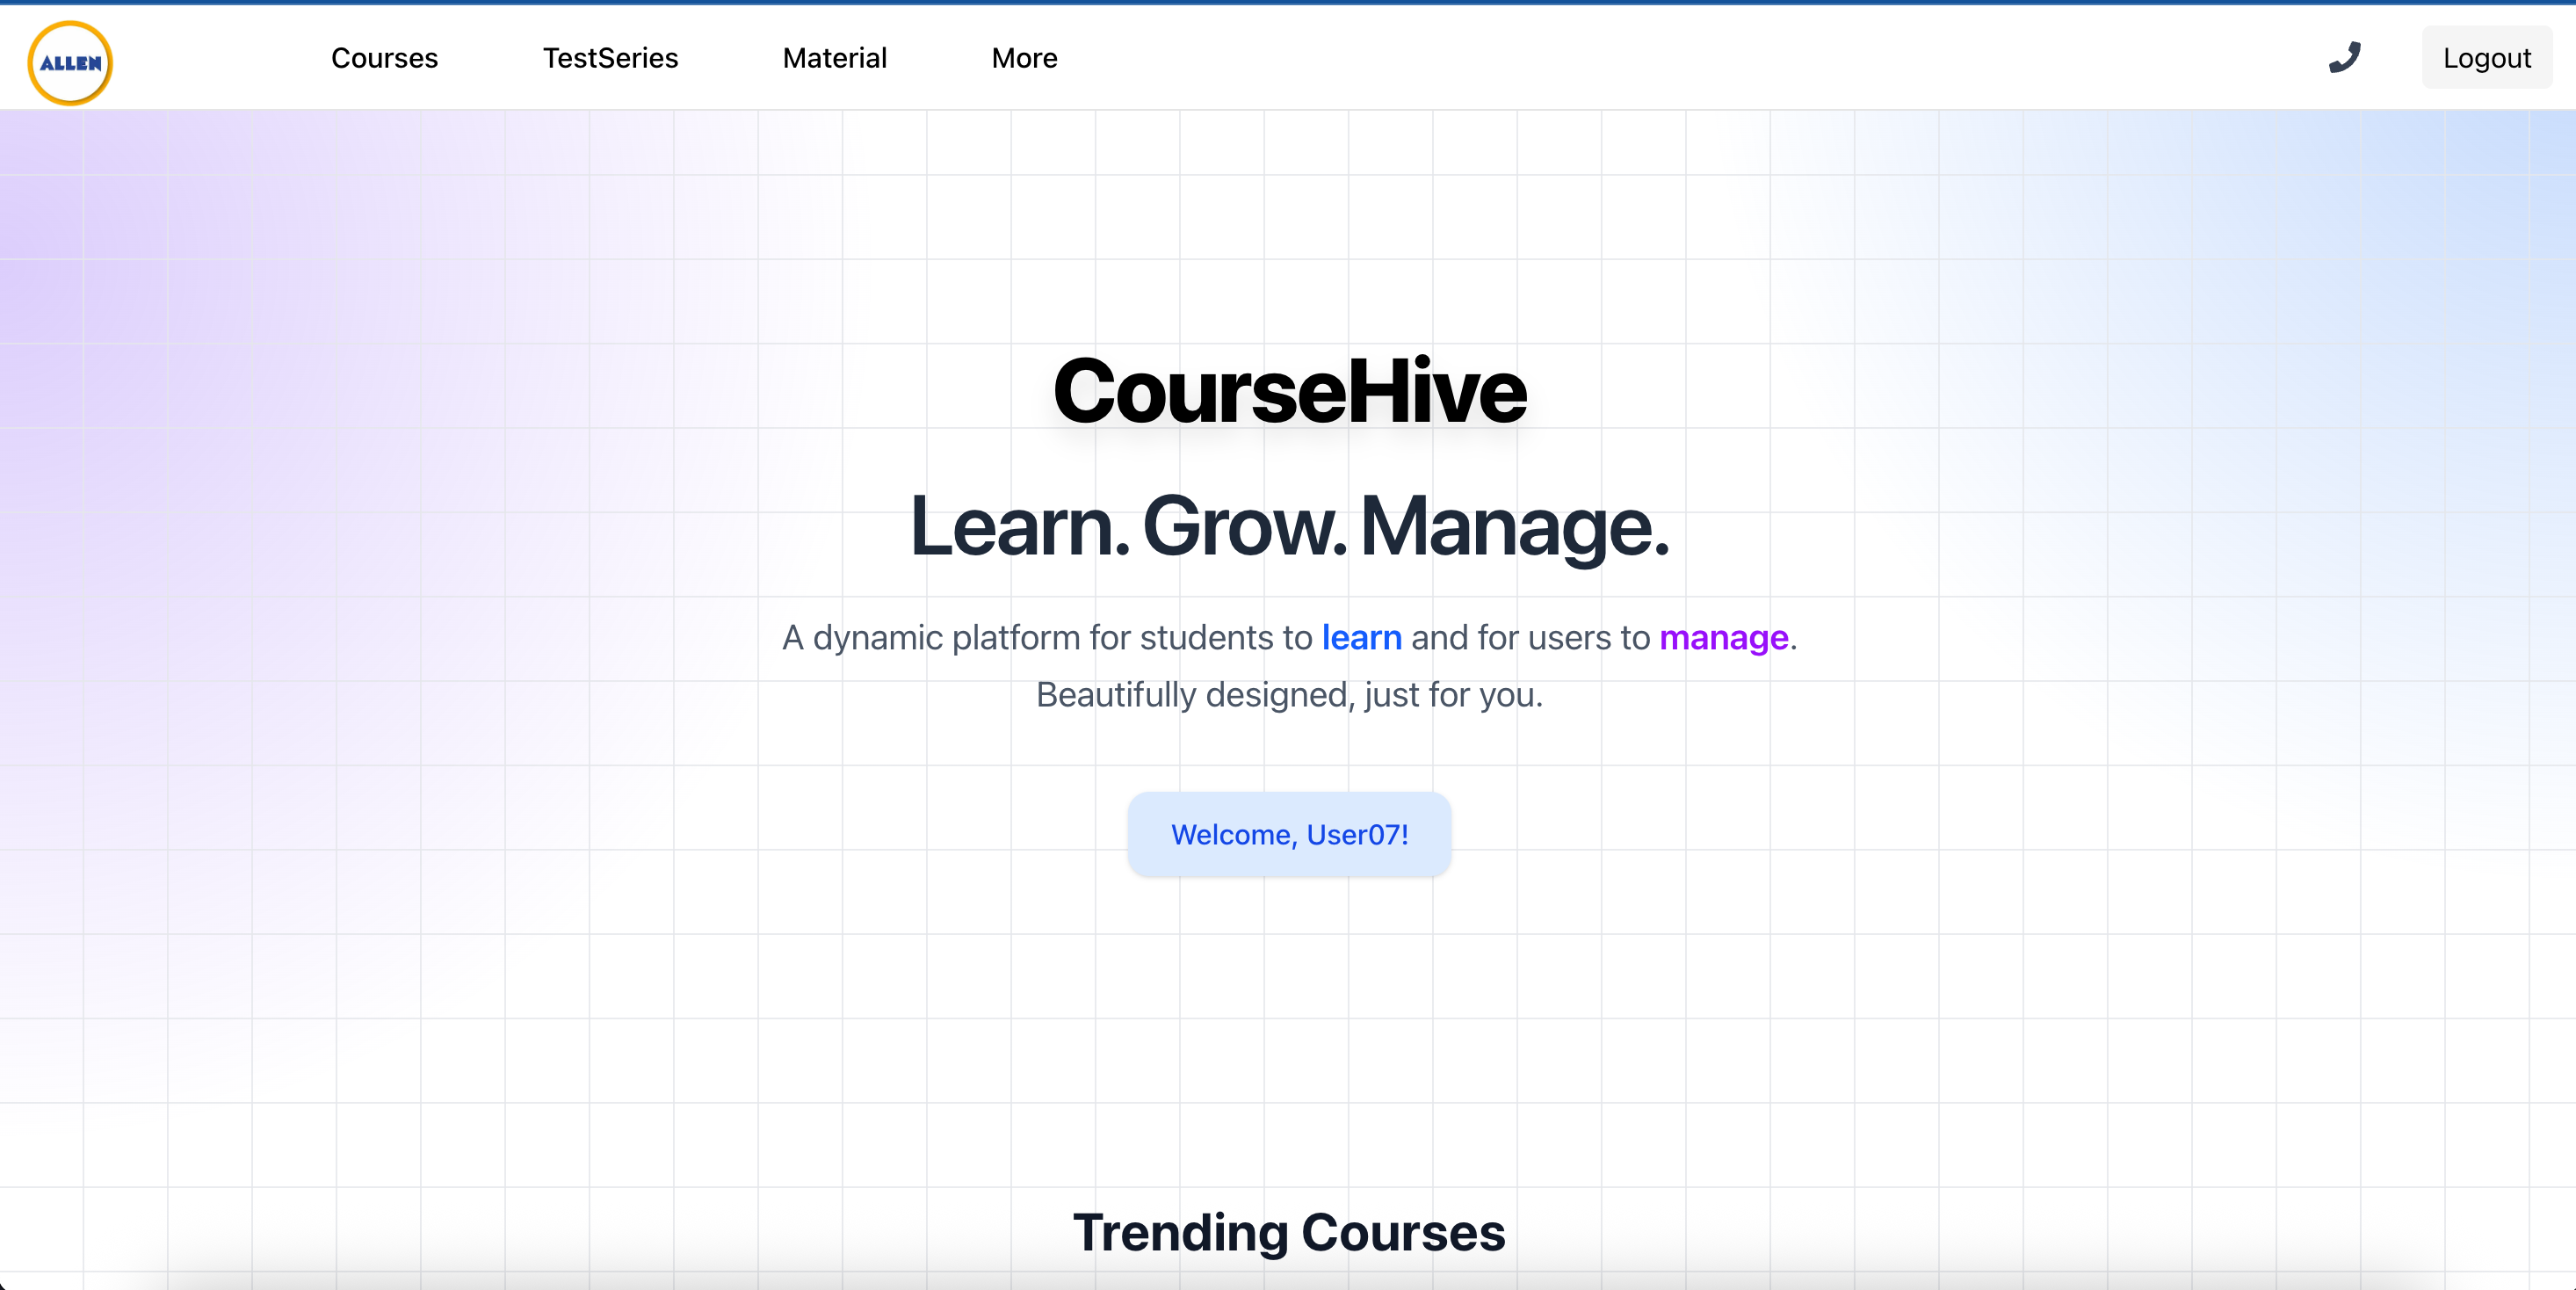 ALLEN
Courses
TestSeries
Material
More
Logout
CourseHive
Learn. Grow. Manage.
A dynamic platform for students to learn and for users to manage.
Beautifully designed, just for you.
Welcome, User07!
Trending Courses